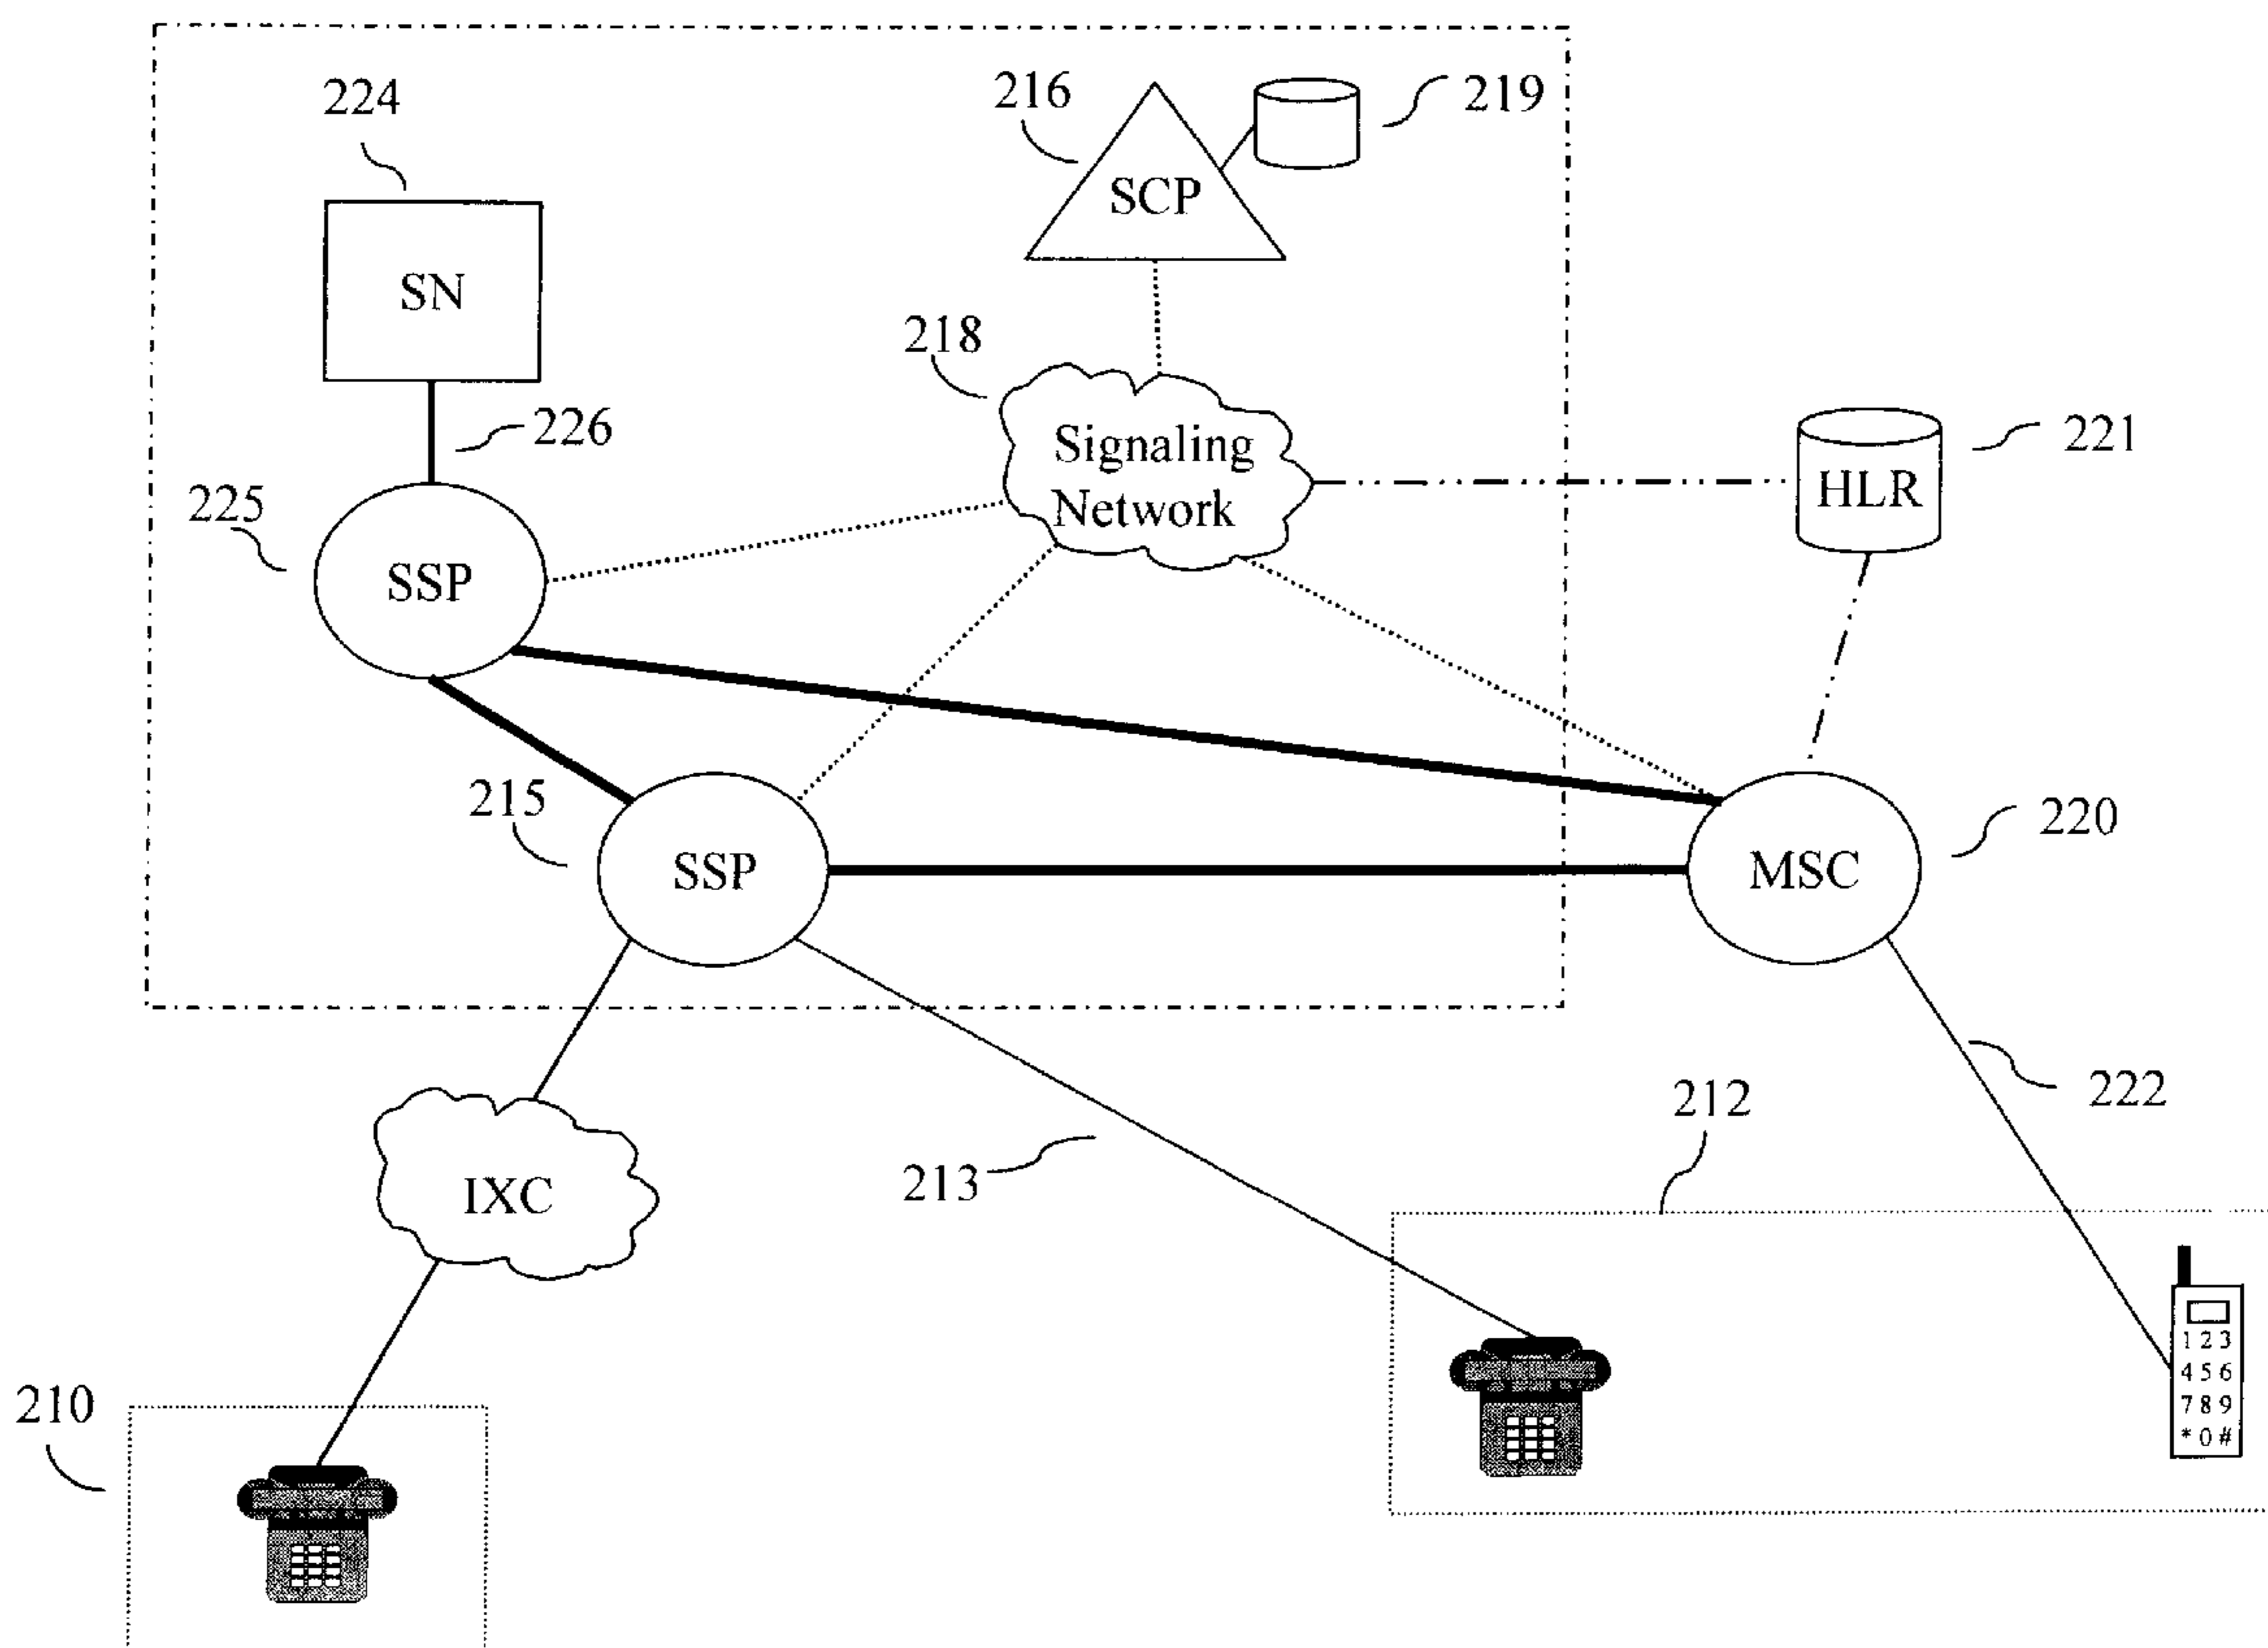 224
216
219
SCP
SN
218
Signaling
Network
226
221
HLR
225
SSP
215
SSP
220
MSC
222
212
213
IXC
210
1 2 3
4 5 6
7 8 9
* 0 #